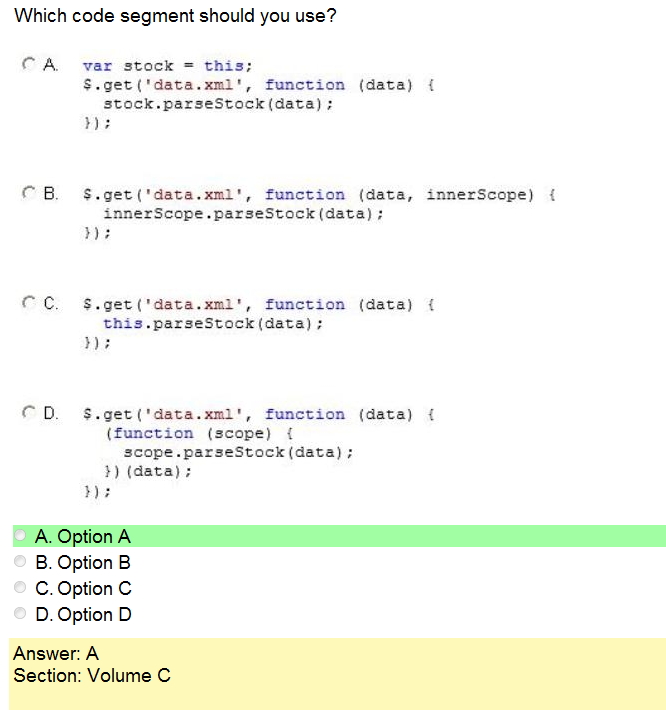 Which code segment should you use?
A. var stock = this;
$.get('data.xml', function (data) {
stock.parseStock(data);
});
B. $.get('data.xml', function (data, innerScope) {
innerScope.parseStock(data);
});
C. $.get('data.xml', function (data) {
this.parseStock(data);
});
D. $.get('data.xml', function (data) {
(function (scope) {
scope.parseStock(data);
})(data);
});
A. Option A
B. Option B
C. Option C
D. Option D
Answer: A
Section: Volume C